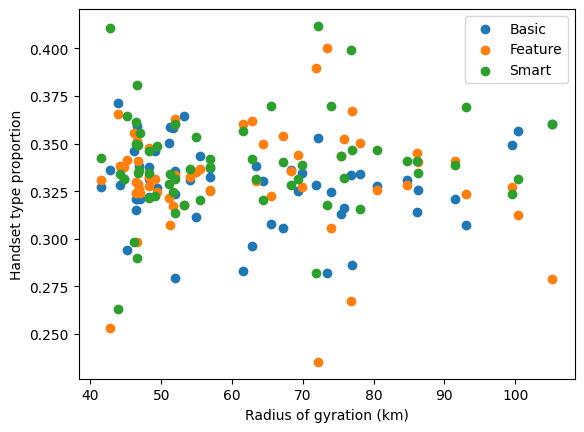 Basic
Feature
Smart
0.400
0.375
0.350
0.325
0.300
0.275
0.250
Handset type proportion
40 50 60 70 80 90 100
Radius of gyration (km)